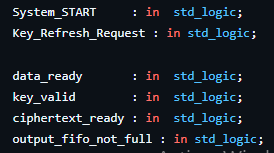 System_START : in std_logic;
Key_Refresh_Request : in std_logic;
data_ready : in std_logic;
key_valid : in std_logic;
ciphertext_ready : in std_logic;
output_fifo_not_full : in std_logic;